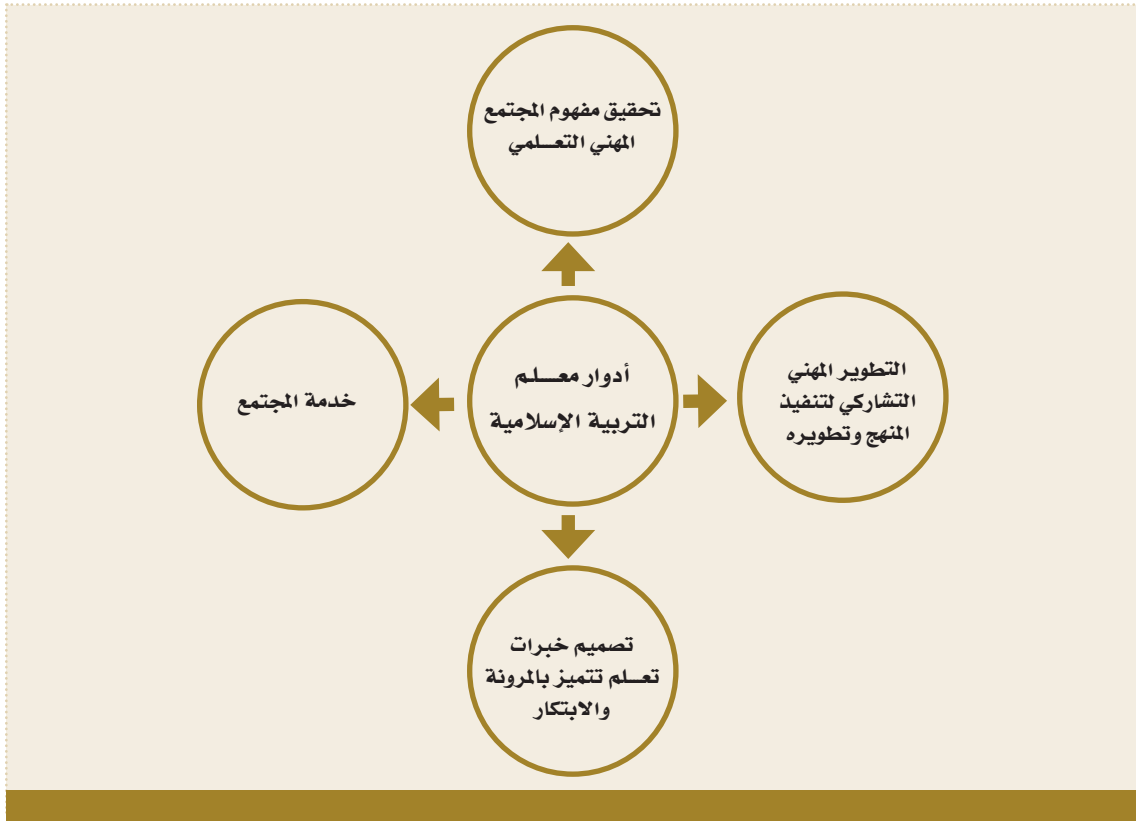 تحقيق مفهوم المجتمع
المهني التعـلمي
التطوير المهني
التشاركي لتنفيذ
المنهج وتطويره
أدوار معـلم
التربية الإسلامية
خدمة المجتمع
تصميم خبرات
تعـلم تتميز بالمرونة
والابتكار